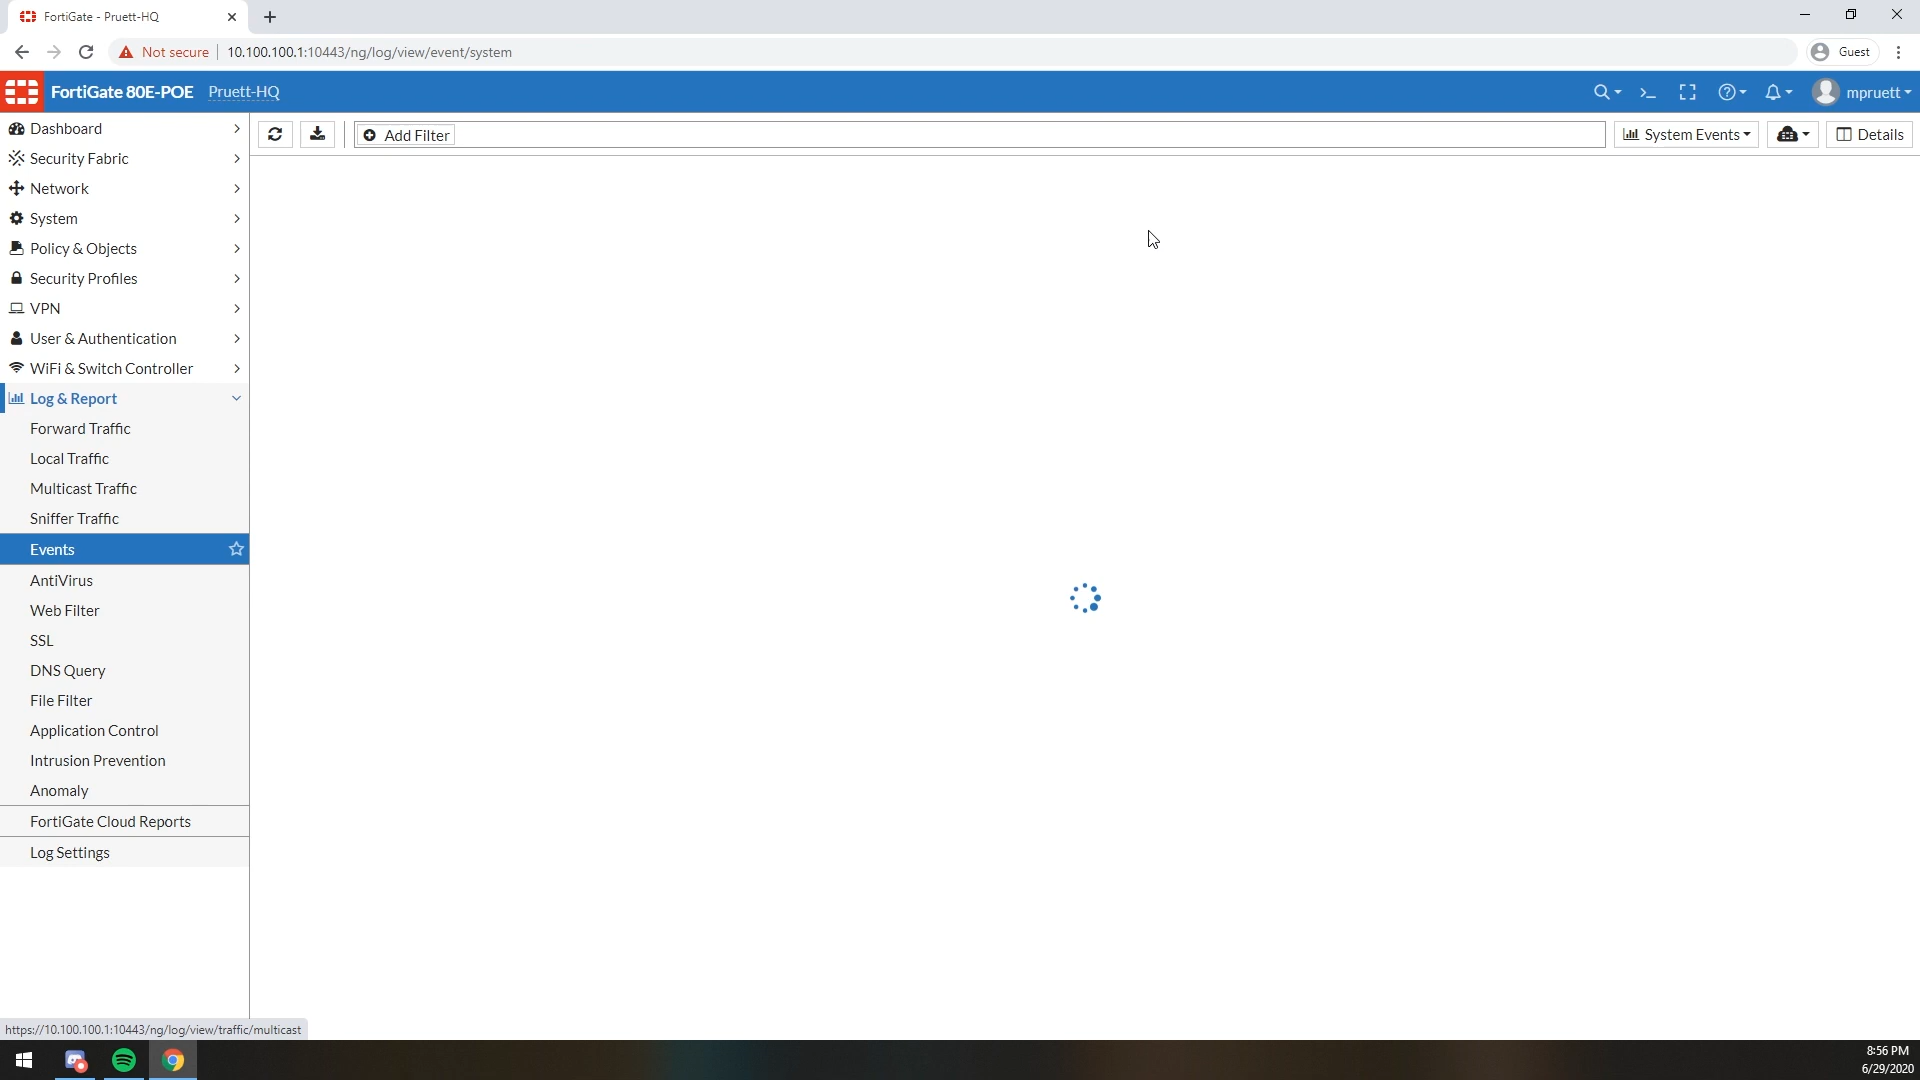 FortiGate - Pruett-HQ
Not secure
10.100.100.1:10443/ng/log/view/event/system
Guest
FortiGate 80E-POE
Pruett-HQ
mpruett
Dashboard
Security Fabric
Network
System
Policy & Objects
Security Profiles
VPN
User & Authentication
WiFi & Switch Controller
Log & Report
Forward Traffic
Local Traffic
Multicast Traffic
Sniffer Traffic
Events
AntiVirus
Web Filter
SSL
DNS Query
File Filter
Application Control
Intrusion Prevention
Anomaly
FortiGate Cloud Reports
Log Settings
Add Filter
System Events
Details
https://10.100.100.1:10443/ng/log/view/traffic/multicast
8:56 PM
6/29/2020